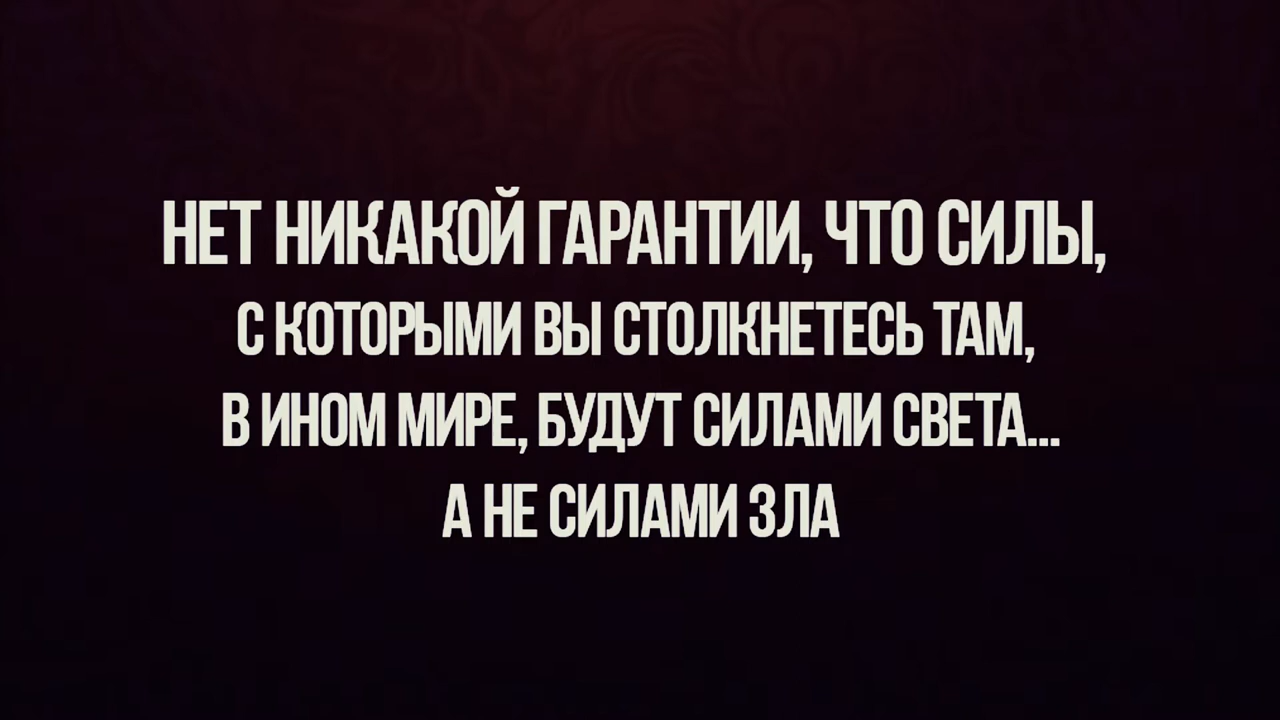 НЕТ НИКАКОЙ ГАРАНТИИ, ЧТО СИЛЫ,
С КОТОРЫМИ ВЫ СТОЛКНЕТЕСЬ ТАМ,
В ИНОМ МИРЕ, БУДУТ СИЛАМИ СВЕТА...
А НЕ СИЛАМИ ЗЛА